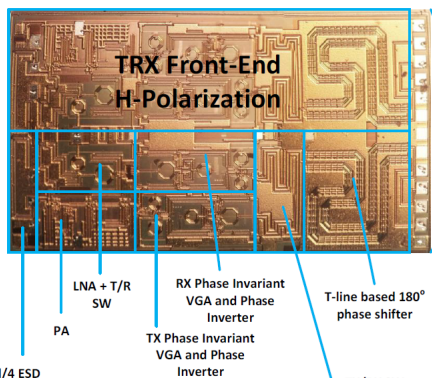 TRX Front-End
H-Polarization
LNA + T/R
SW
RX Phase Invariant
VGA and Phase
Inverter
T-line based 180°
phase shifter
PA
TX Phase Invariant
VGA and Phase
Inverter
/4 ESD